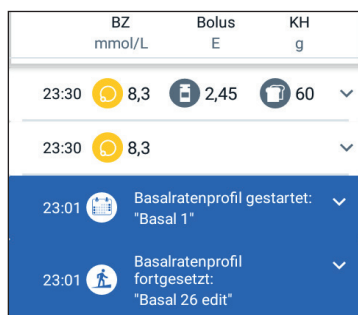 BZ Bolus KH
mmol/L E g
23:30 8,3 2,45 60
23:30 8,3
23:01 Basalratenprofil gestartet:
"Basal 1"
23:01 Basalratenprofil
fortgesetzt:
"Basal 26 edit"